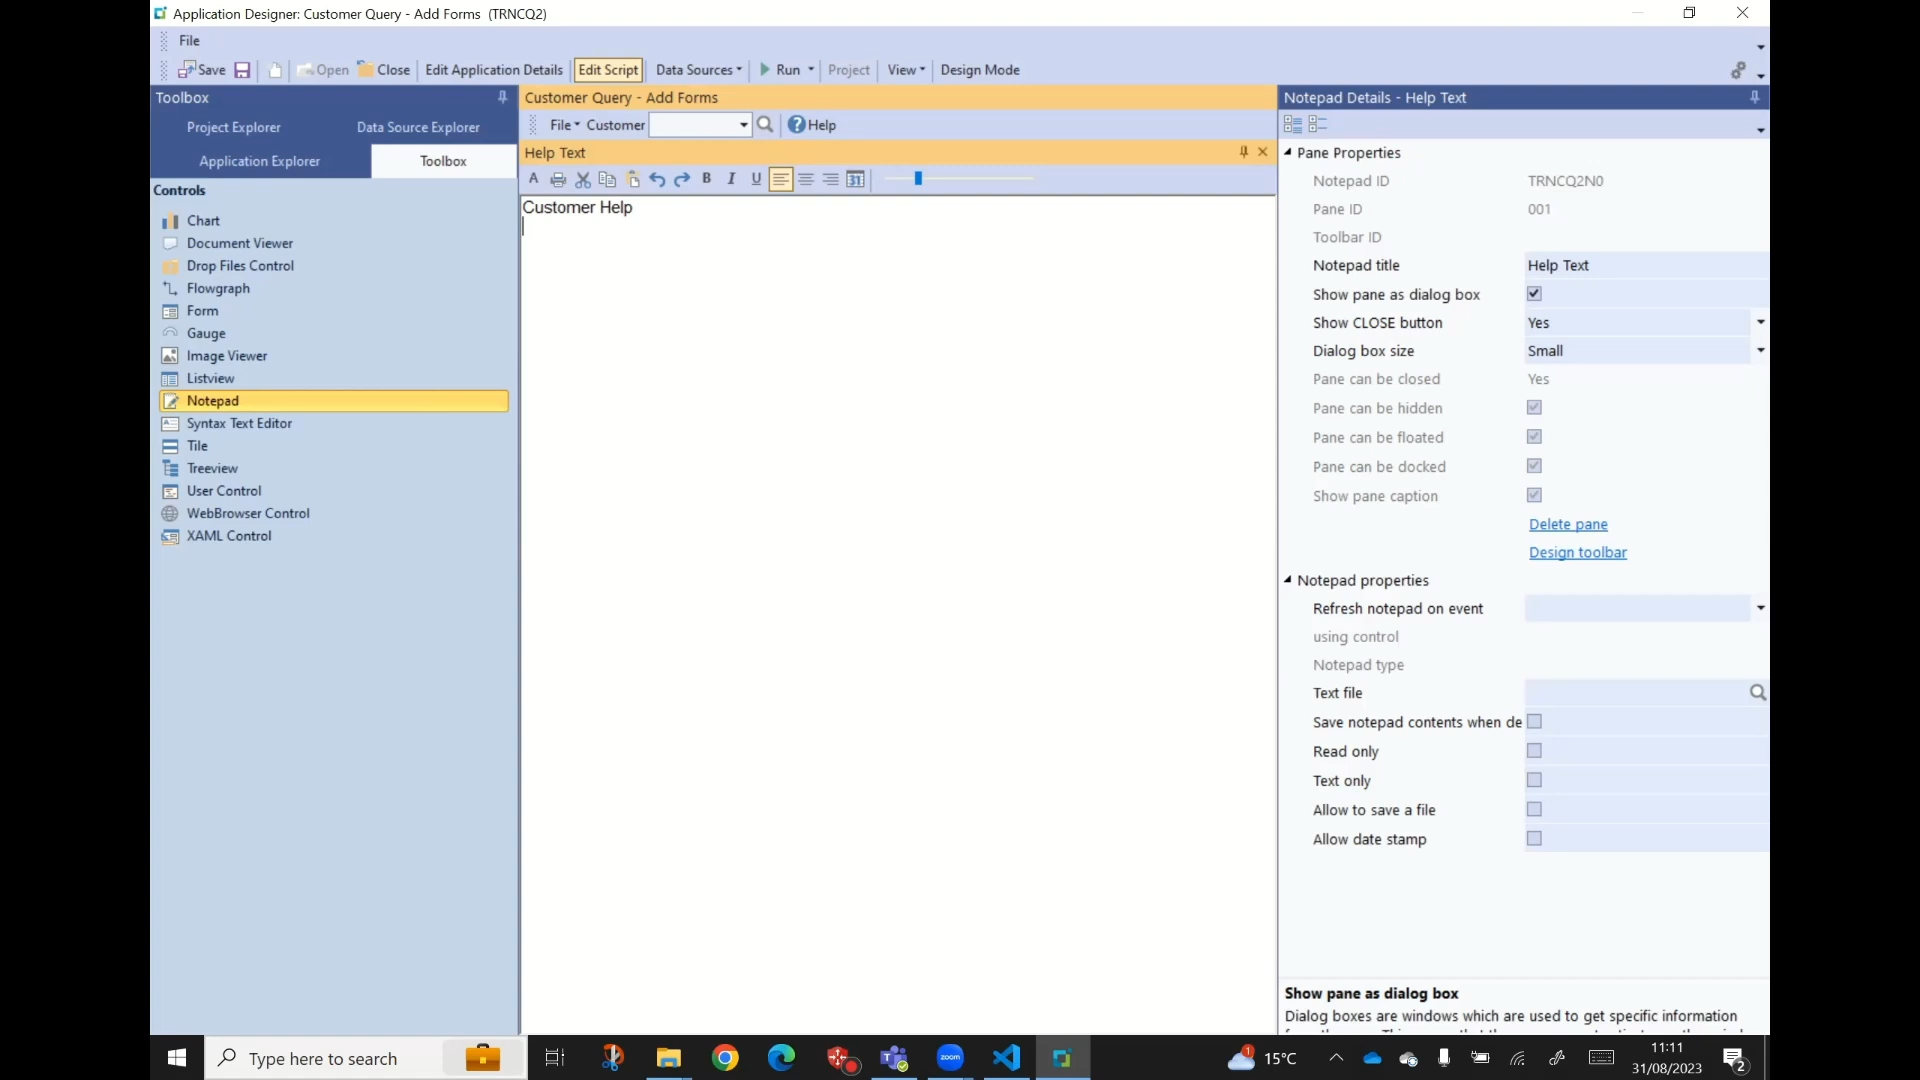 Application Designer: Customer Query - Add Forms (TRNCQ2)
File
Save Open Close Edit Application Details Edit Script Data Sources Run Project View Design Mode
Toolbox
Project Explorer Data Source Explorer
Application Explorer Toolbox
Controls
Chart
Document Viewer
Drop Files Control
Flowgraph
Form
Gauge
Image Viewer
Listview
Notepad
Syntax Text Editor
Tile
Treeview
User Control
WebBrowser Control
XAML Control
Customer Query - Add Forms
File Customer Help
Help Text
A B I U 31
Customer Help
Notepad Details - Help Text
Pane Properties
Notepad ID TRNCQ2N0
Pane ID 001
Toolbar ID
Notepad title Help Text
Show pane as dialog box
Show CLOSE button Yes
Dialog box size Small
Pane can be closed Yes
Pane can be hidden
Pane can be floated
Pane can be docked
Show pane caption
Delete pane
Design toolbar
Notepad properties
Refresh notepad on event
using control
Notepad type
Text file
Save notepad contents when de
Read only
Text only
Allow to save a file
Allow date stamp
Show pane as dialog box
Dialog boxes are windows which are used to get specific information
Type here to search
zoom
1
15°C
11:11
31/08/2023
2